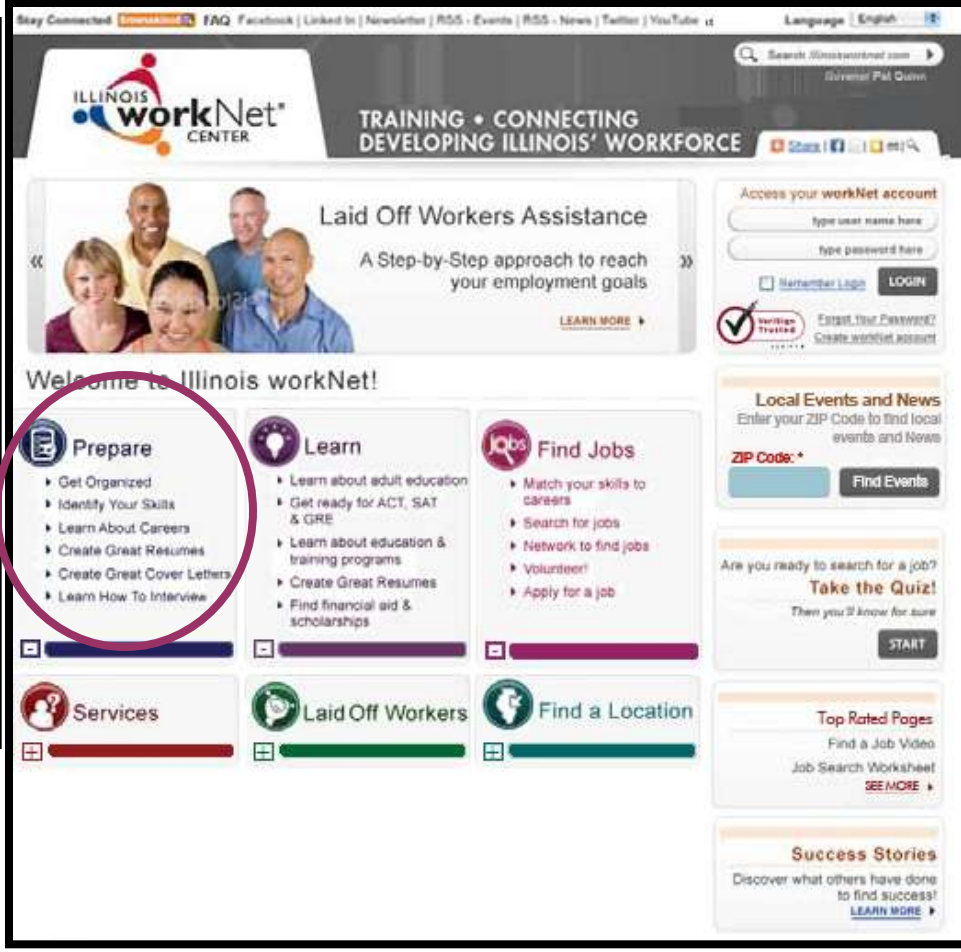 Stay Connected FAQ Facebook | Linked In | Newsletter | RSS - Events | RSS - News | Twitter | YouTube
Language English
Search illinoisworknet.com
Governor Pat Quinn
ILLINOIS
workNet®
CENTER
TRAINING • CONNECTING
DEVELOPING ILLINOIS' WORKFORCE
Share
Laid Off Workers Assistance
A Step-by-Step approach to reach
your employment goals
LEARN MORE
Access your workNet account
type user name here
type password here
Remember Login LOGIN
VeriSign
Trusted
Forgot Your Password?
Create workNet account
Welcome to Illinois workNet!
Prepare
Get Organized
Identify Your Skills
Learn About Careers
Create Great Resumes
Create Great Cover Letters
Learn How To Interview
Learn
Learn about adult education
Get ready for ACT, SAT
& GRE
Learn about education &
training programs
Create Great Resumes
Find financial aid &
scholarships
Jobs
Find Jobs
Match your skills to
careers
Search for jobs
Network to find jobs
Volunteer!
Apply for a job
Services
Laid Off Workers
Find a Location
Local Events and News
Enter your ZIP Code to find local
events and News
ZIP Code: *
Find Events
Are you ready to search for a job?
Take the Quiz!
Then you'll know for sure
START
Top Rated Pages
Find a Job Video
Job Search Worksheet
SEE MORE
Success Stories
Discover what others have done
to find success!
LEARN MORE